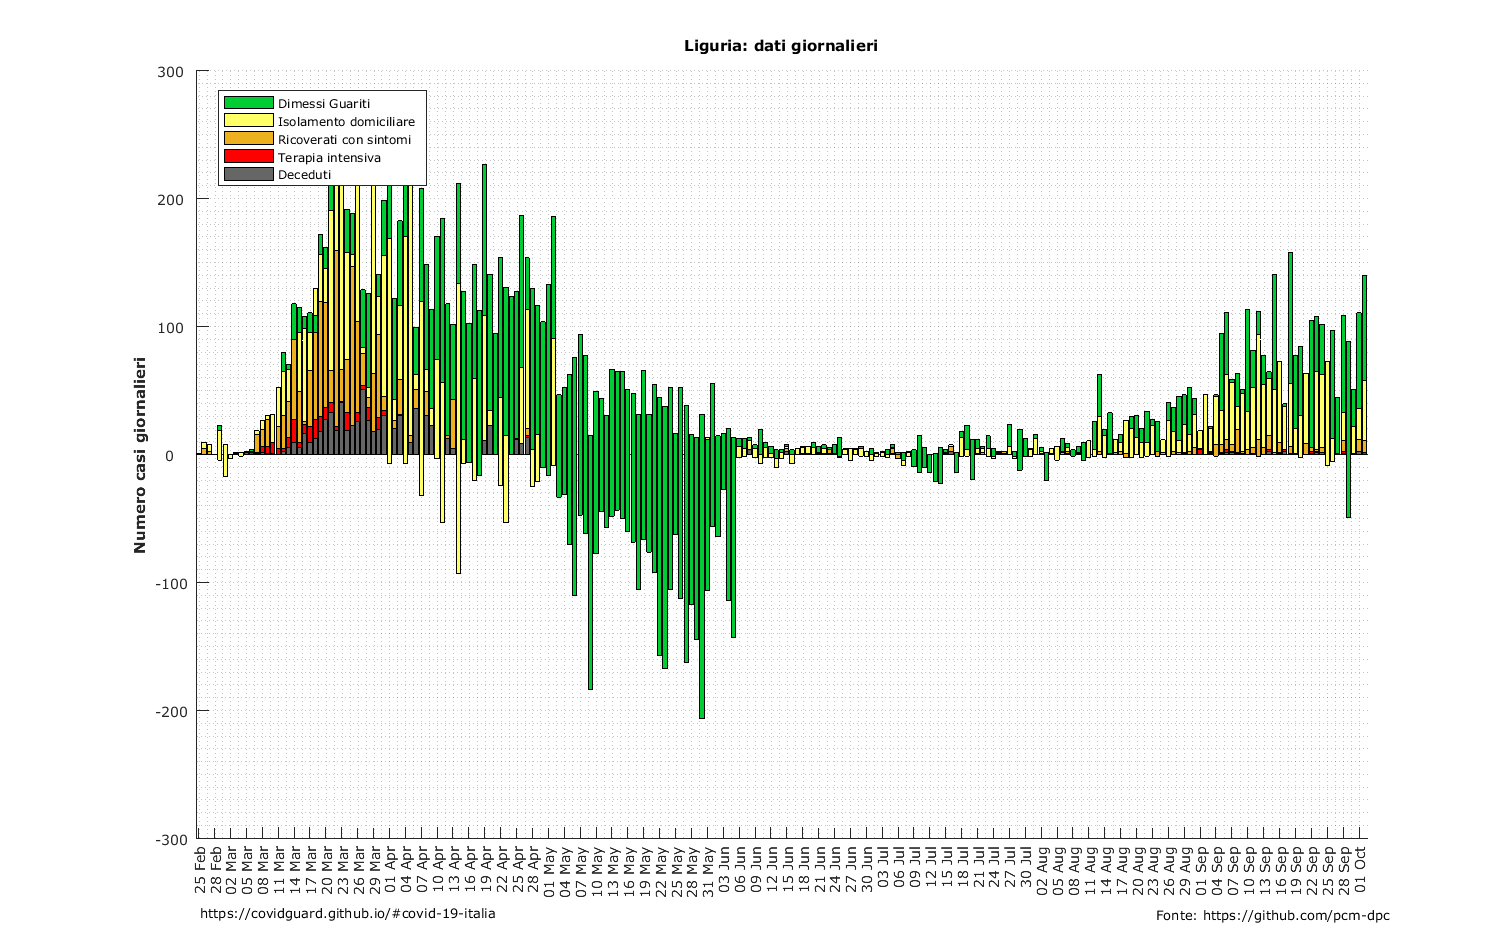 Liguria: dati giornalieri
300
200
100
0
-100
-200
-300
Numero casi giornalieri
Dimessi Guariti
Isolamento domiciliare
Ricoverati con sintomi
Terapia intensiva
Deceduti
25 Feb
28 Feb
02 Mar
05 Mar
08 Mar
11 Mar
14 Mar
17 Mar
20 Mar
23 Mar
26 Mar
29 Mar
01 Apr
04 Apr
07 Apr
10 Apr
13 Apr
16 Apr
19 Apr
22 Apr
25 Apr
28 Apr
01 May
04 May
07 May
10 May
13 May
16 May
19 May
22 May
25 May
28 May
31 May
03 Jun
06 Jun
09 Jun
12 Jun
15 Jun
18 Jun
21 Jun
24 Jun
27 Jun
30 Jun
03 Jul
06 Jul
09 Jul
12 Jul
15 Jul
18 Jul
21 Jul
24 Jul
27 Jul
30 Jul
02 Aug
05 Aug
08 Aug
11 Aug
14 Aug
17 Aug
20 Aug
23 Aug
26 Aug
29 Aug
01 Sep
04 Sep
07 Sep
10 Sep
13 Sep
16 Sep
19 Sep
22 Sep
25 Sep
28 Sep
01 Oct
https://covidguard.github.io/#covid-19-italia
Fonte: https://github.com/pcm-dpc